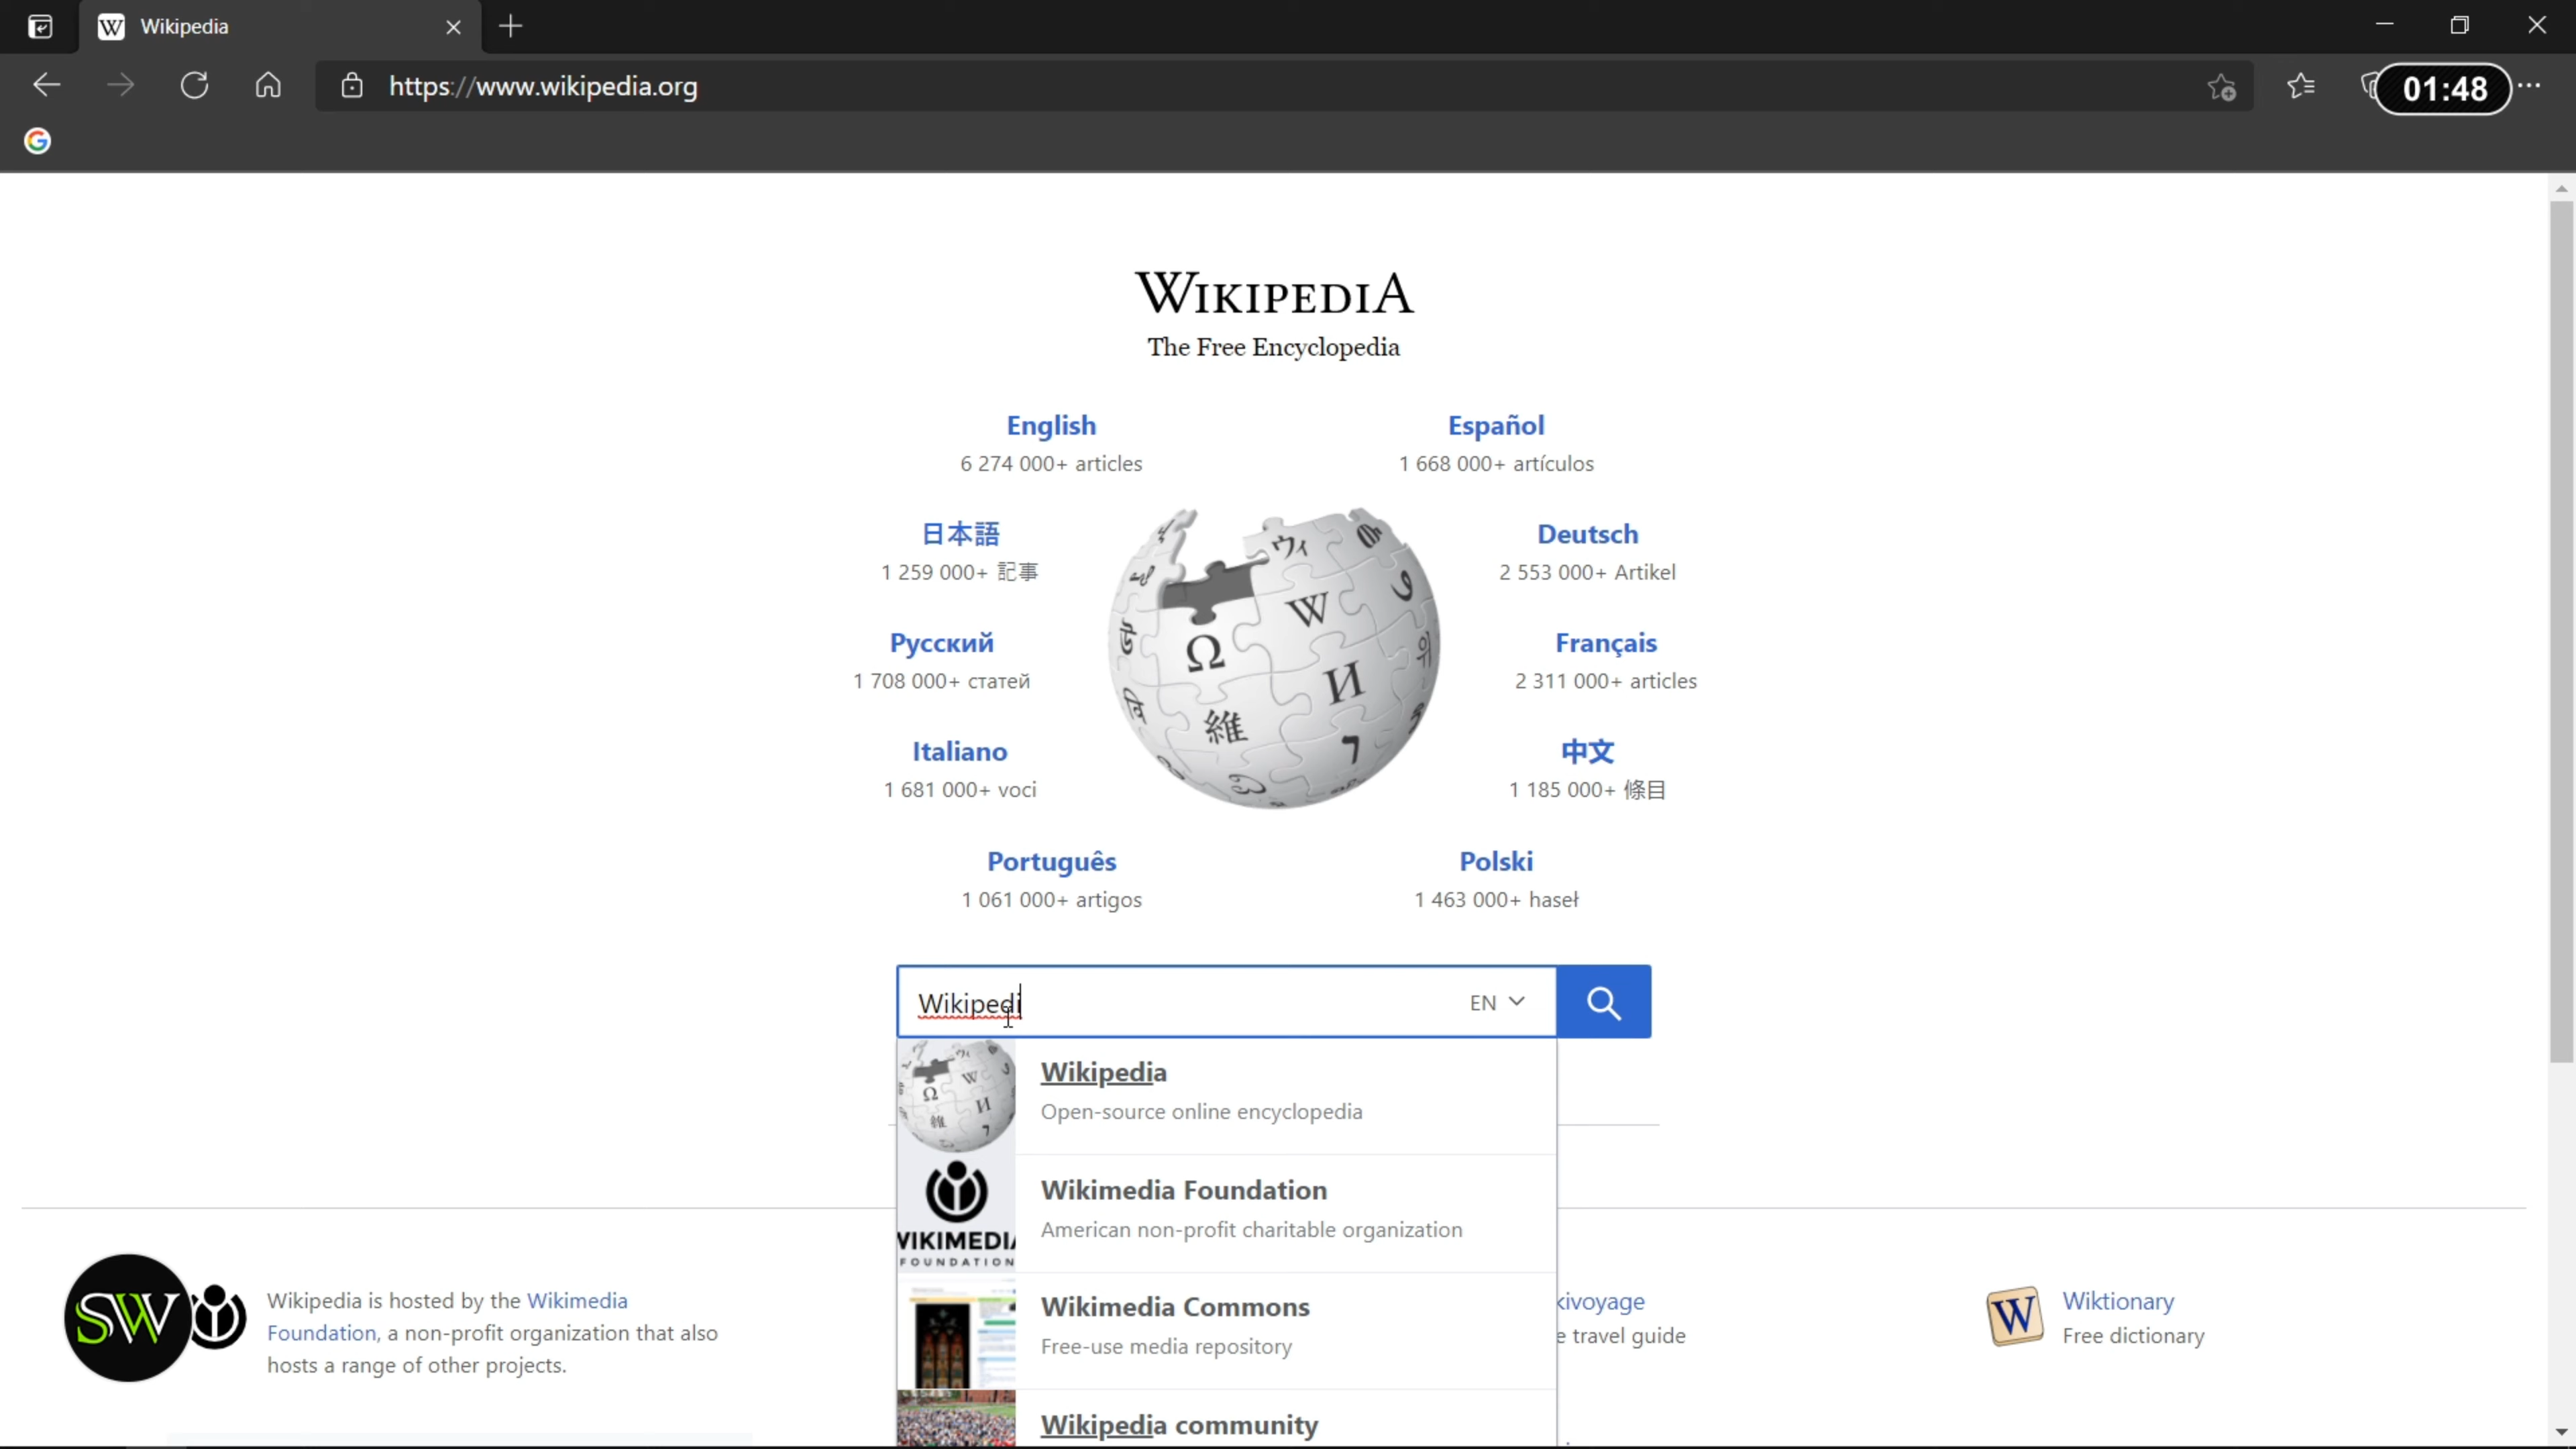 Wikipedia
https://www.wikipedia.org
01:48
WIKIPEDIA
The Free Encyclopedia
English
6 274 000+ articles
Español
1 668 000+ artículos
日本語
1 259 000+ 記事
Deutsch
2 553 000+ Artikel
Русский
1 708 000+ статей
Français
2 311 000+ articles
Italiano
1 681 000+ voci
中文
1 185 000+ 條目
Português
1 061 000+ artigos
Polski
1 463 000+ haseł
Wikipedi
EN
Wikipedia
Open-source online encyclopedia
WIKIMEDIA
FOUNDATION
Wikimedia Foundation
American non-profit charitable organization
Wikimedia Commons
Free-use media repository
Wikipedia community
SW
Wikipedia is hosted by the Wikimedia
Foundation, a non-profit organization that also
hosts a range of other projects.
kivoyage
e travel guide
Wiktionary
Free dictionary